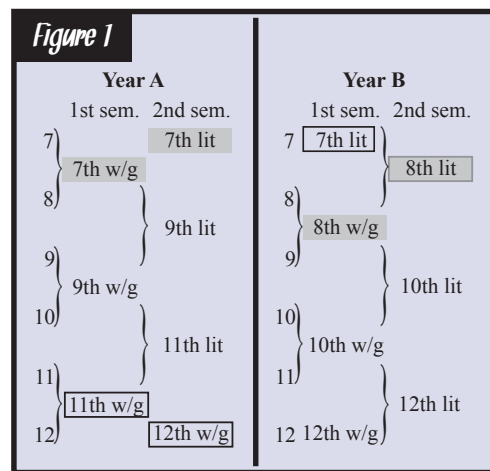 Figure 1
Year A
1st sem. 2nd sem.
7 7th lit
7th w/g
8 9th lit
9 9th w/g
10 11th lit
11 11th w/g
12 12th w/g
Year B
1st sem. 2nd sem.
7 7th lit
8th lit
8 8th w/g
9 10th lit
10 10th w/g
11 12th lit
12 12th w/g